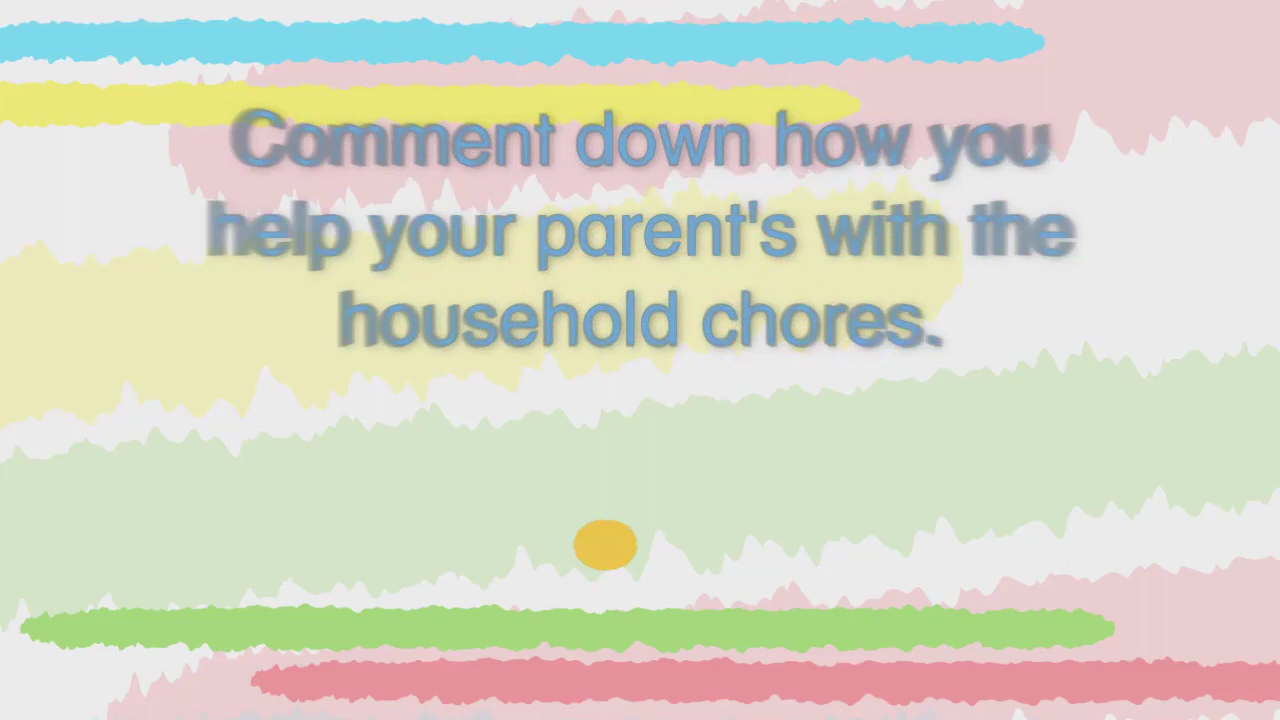 Comment down how you
help your parent's with the
household chores.